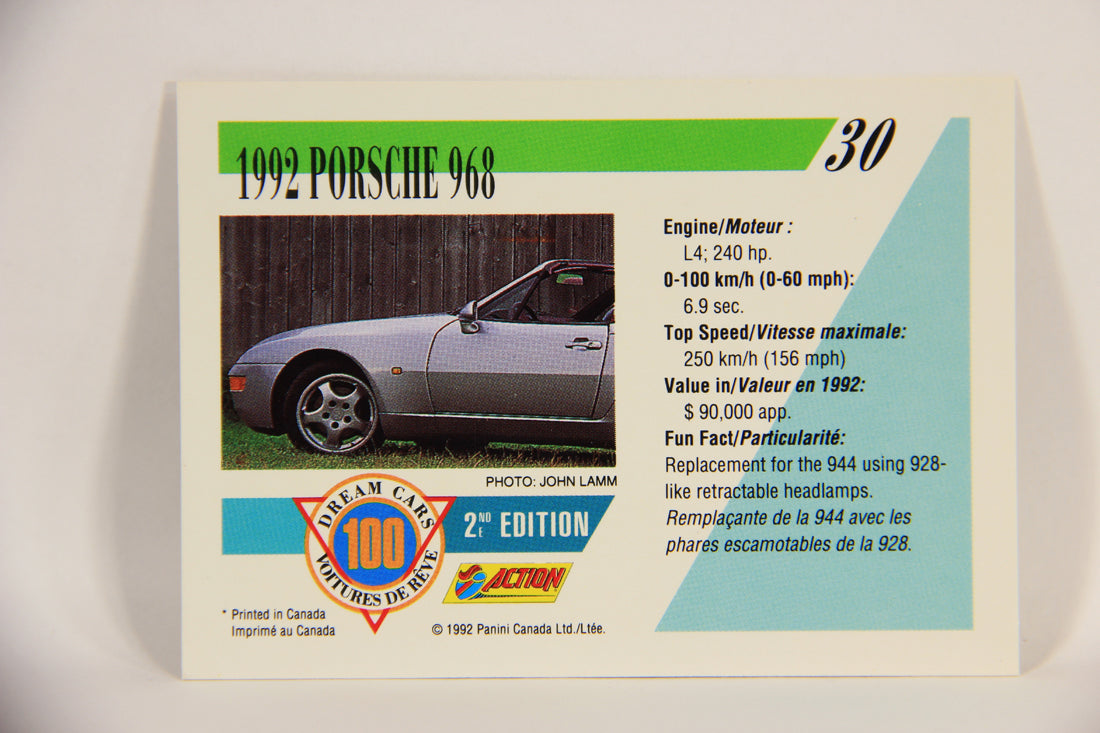 1992 PORSCHE 968
30
Engine/Moteur :
L4; 240 hp.
0-100 km/h (0-60 mph):
6.9 sec.
Top Speed/Vitesse maximale:
250 km/h (156 mph)
Value in/Valeur en 1992:
$ 90,000 app.
Fun Fact/Particularité:
Replacement for the 944 using 928-
like retractable headlamps.
Remplaçante de la 944 avec les
phares escamotables de la 928.
PHOTO: JOHN LAMM
DREAM CARS
100
VOITURES DE RÊVE
2 ND E EDITION
ACTION
* Printed in Canada
Imprimé au Canada
© 1992 Panini Canada Ltd./Ltée.